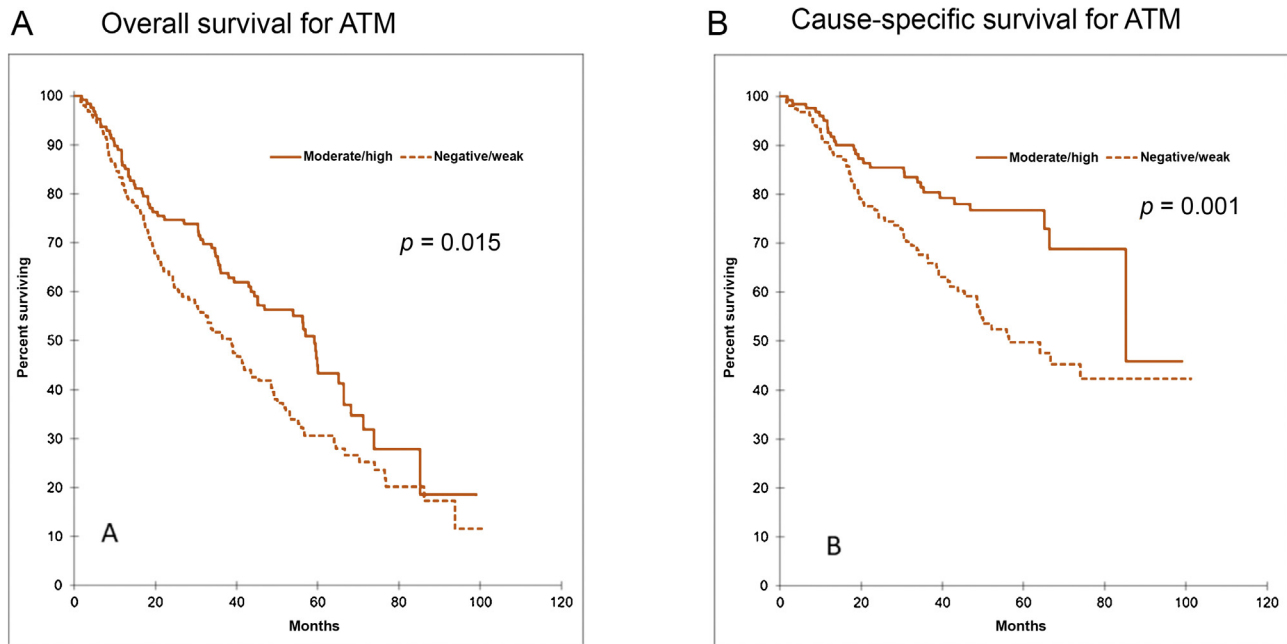 A Overall survival for ATM
100
90
80
70
60
50
40
30
20
10
0
Percent surviving
Moderate/high Negative/weak
p = 0.015
A
0 20 40 60 80 100 120
Months
B Cause-specific survival for ATM
100
90
80
70
60
50
40
30
20
10
0
Percent surviving
Moderate/high Negative/weak
p = 0.001
B
0 20 40 60 80 100 120
Months